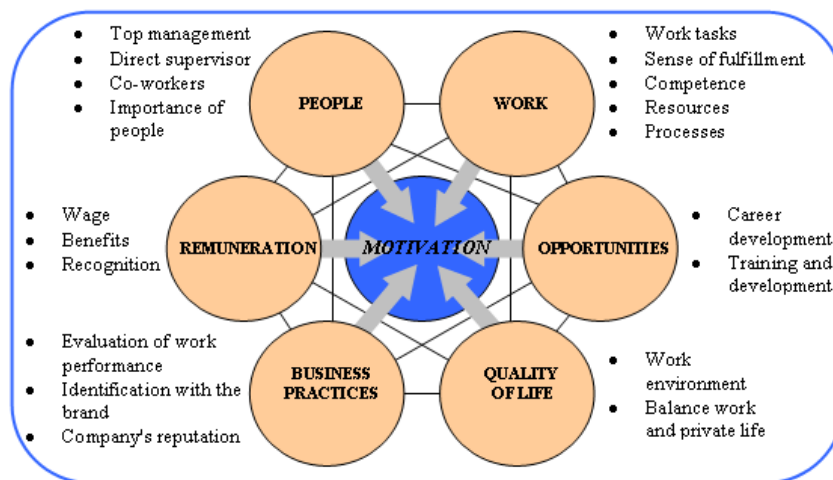 Top management
Direct supervisor
Co-workers
Importance of
people
PEOPLE
WORK
Work tasks
Sense of fulfillment
Competence
Resources
Processes
Wage
Benefits
Recognition
REMUNERATION
MOTIVATION
OPPORTUNITIES
Career
development
Training and
development
Evaluation of work
performance
Identification with the
brand
Company's reputation
BUSINESS
PRACTICES
QUALITY
OF LIFE
Work
environment
Balance work
and private life